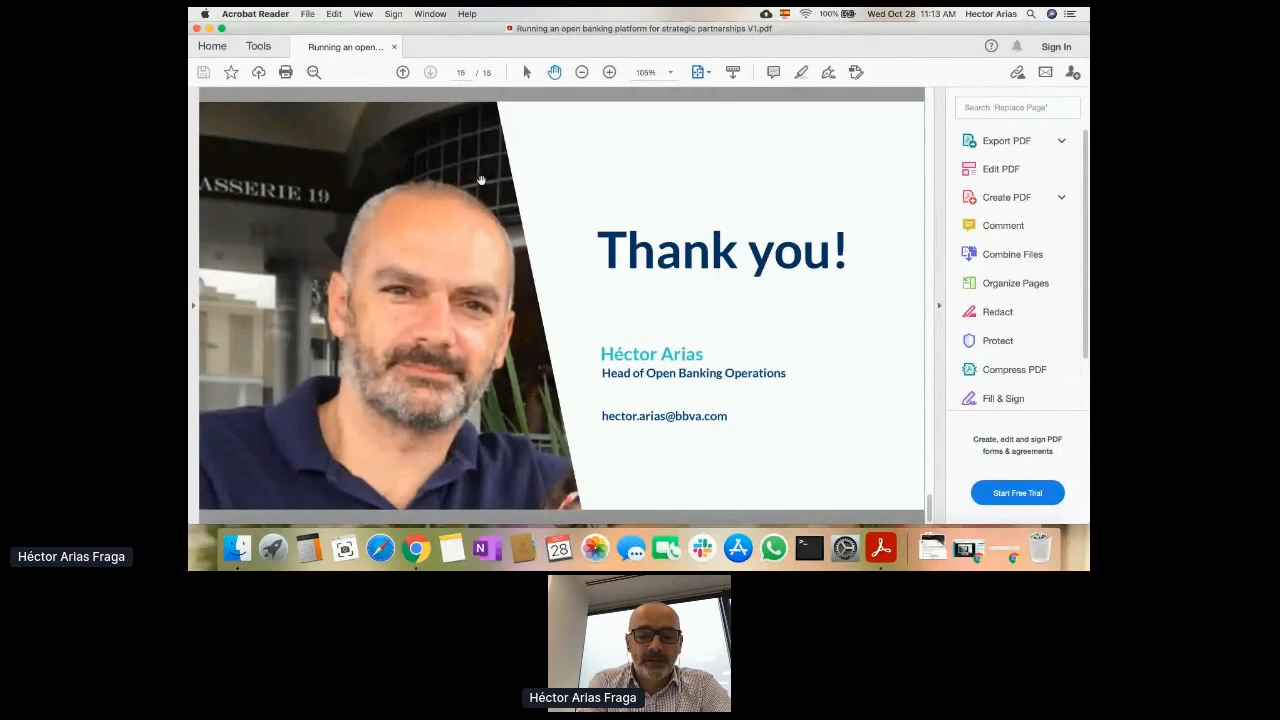 Acrobat Reader File Edit View Sign Window Help
100% Wed Oct 28 11:13 AM Hector Arias
Running an open banking platform for strategic partnerships V1.pdf
Home Tools Running an open... × Sign In
15 / 15 105%
Search 'Replace Page'
Export PDF
Edit PDF
Create PDF
Comment
Combine Files
Organize Pages
Redact
Protect
Compress PDF
Fill & Sign
Create, edit and sign PDF
forms & agreements
Start Free Trial
ASSERIE 19
Thank you!
Héctor Arias
Head of Open Banking Operations
hector.arias@bbva.com
OCT
28
Héctor Arias Fraga
Héctor Arias Fraga